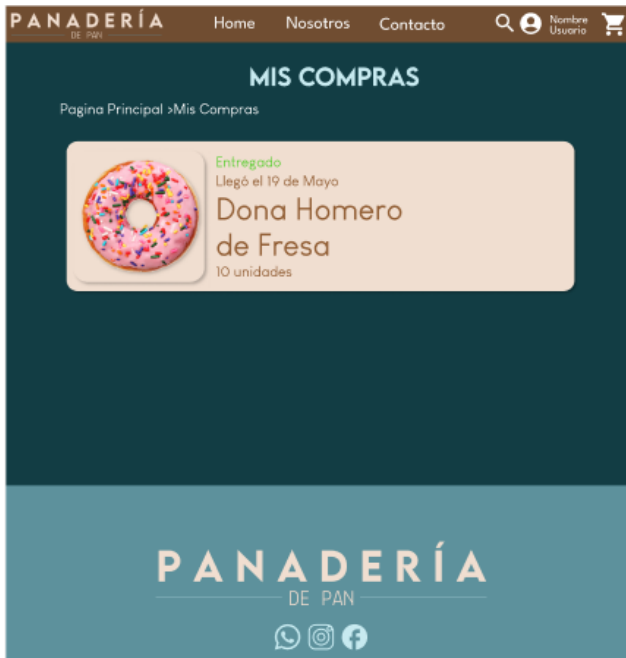 PANADERÍA
DE PAN
Home
Nosotros
Contacto
Nombre
Usuario
MIS COMPRAS
Pagina Principal >Mis Compras
Entregado
Llegó el 19 de Mayo
Dona Homero
de Fresa
10 unidades
PANADERÍA
DE PAN